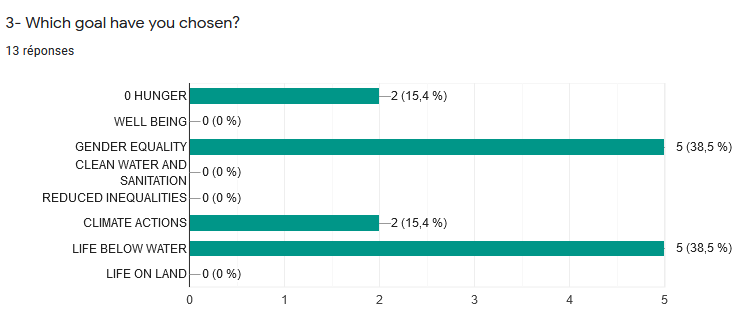 3- Which goal have you chosen?
13 réponses
0 HUNGER 2 (15,4 %)
WELL BEING 0 (0 %)
GENDER EQUALITY 5 (38,5 %)
CLEAN WATER AND
SANITATION 0 (0 %)
REDUCED INEQUALITIES 0 (0 %)
CLIMATE ACTIONS 2 (15,4 %)
LIFE BELOW WATER 5 (38,5 %)
LIFE ON LAND 0 (0 %)
0 1 2 3 4 5